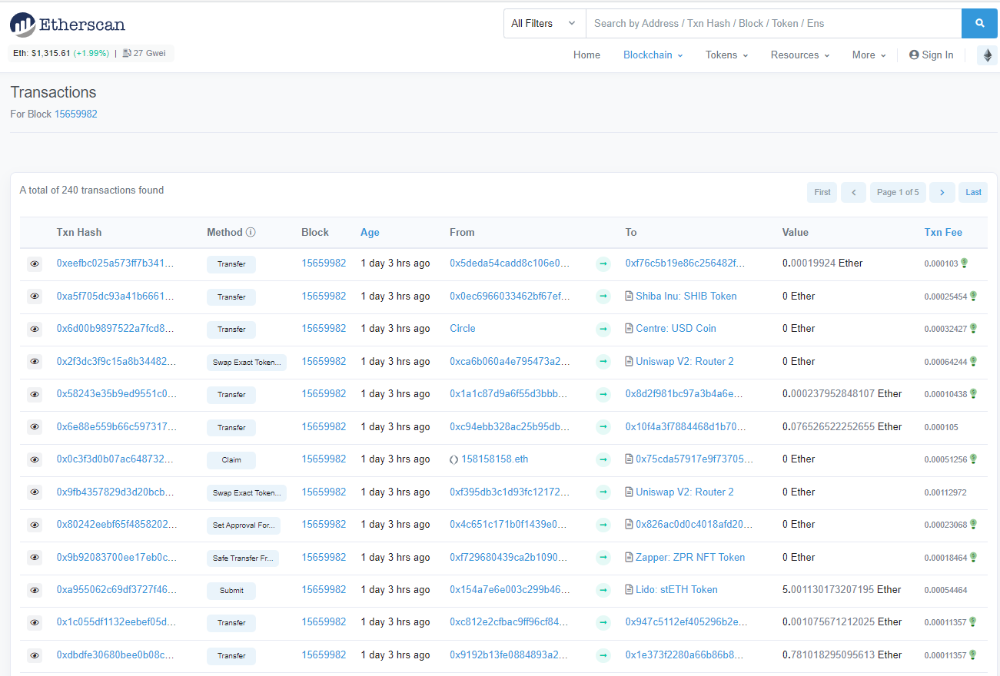 Etherscan
All Filters Search by Address / Txn Hash / Block / Token / Ens
Eth: $1,315.61 (+1.99%) | 27 Gwei
Home Blockchain Tokens Resources More Sign In
Transactions
For Block 15659982
A total of 240 transactions found
First Page 1 of 5 Last
Txn Hash Method Block Age From To Value Txn Fee
0xeefbc025a573ff7b341... Transfer 15659982 1 day 3 hrs ago 0x5deda54cadd8c106e0... 0xf76c5b19e86c256482f... 0.00019924 Ether 0.000103
0xa5f705dc93a41b6661... Transfer 15659982 1 day 3 hrs ago 0x0ec6966033462bf67ef... Shiba Inu: SHIB Token 0 Ether 0.00025454
0x6d00b9897522a7fcd8... Transfer 15659982 1 day 3 hrs ago Circle Centre: USD Coin 0 Ether 0.00032427
0x2f3dc3f9c15a8b34482... Swap Exact Token... 15659982 1 day 3 hrs ago 0xca6b060a4e795473a2... Uniswap V2: Router 2 0 Ether 0.00064244
0x58243e35b9ed9551c0... Transfer 15659982 1 day 3 hrs ago 0x1a1c87d9a6f55d3bbb... 0x8d2f981bc97a3b4a6e... 0.000237952848107 Ether 0.00010438
0x6e88e559b66c597317... Transfer 15659982 1 day 3 hrs ago 0xc94ebb328ac25b95db... 0x10f4a3f7884468d1b70... 0.076526522252655 Ether 0.000105
0x0c3f3d0b07ac648732... Claim 15659982 1 day 3 hrs ago 158158158.eth 0x75cda57917e9f73705... 0 Ether 0.00051256
0x9fb4357829d3d20bcb... Swap Exact Token... 15659982 1 day 3 hrs ago 0xf395db3c1d93fc12172... Uniswap V2: Router 2 0 Ether 0.00112972
0x80242eebf65f4858202... Set Approval For... 15659982 1 day 3 hrs ago 0x4c651c171b0f1439e0... 0x826ac0d0c4018afd20... 0 Ether 0.00023068
0x9b92083700ee17eb0c... Safe Transfer Fr... 15659982 1 day 3 hrs ago 0xf729680439ca2b1090... Zapper: ZPR NFT Token 0 Ether 0.00018464
0xa955062c69df3727f46... Submit 15659982 1 day 3 hrs ago 0x154a7e6e003c299b46... Lido: stETH Token 5.001130173207195 Ether 0.00054464
0x1c055df1132eebef05d... Transfer 15659982 1 day 3 hrs ago 0xc812e2cfbac9ff96cf84... 0x947c5112ef405296b2e... 0.001075671212025 Ether 0.00011357
0xdbdfe30680bee0b08c... Transfer 15659982 1 day 3 hrs ago 0x9192b13fe0884893a2... 0x1e373f2280a66b86b8... 0.781018295095613 Ether 0.00011357